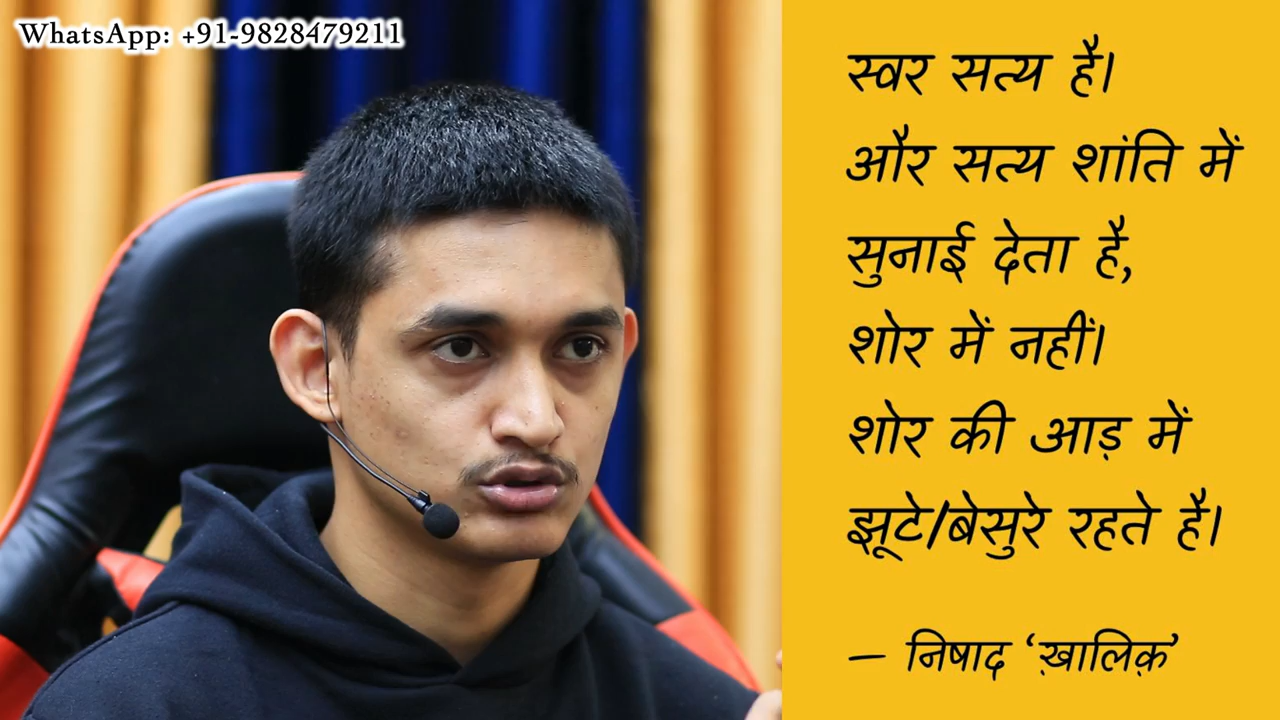 WhatsApp: +91-9828479211
स्वर सत्य है।
और सत्य शांति में
सुनाई देता है,
शोर में नहीं।
शोर की आड़ में
झूटे/बेसुरे रहते है।
– निषाद ‘ख़ालिक़’